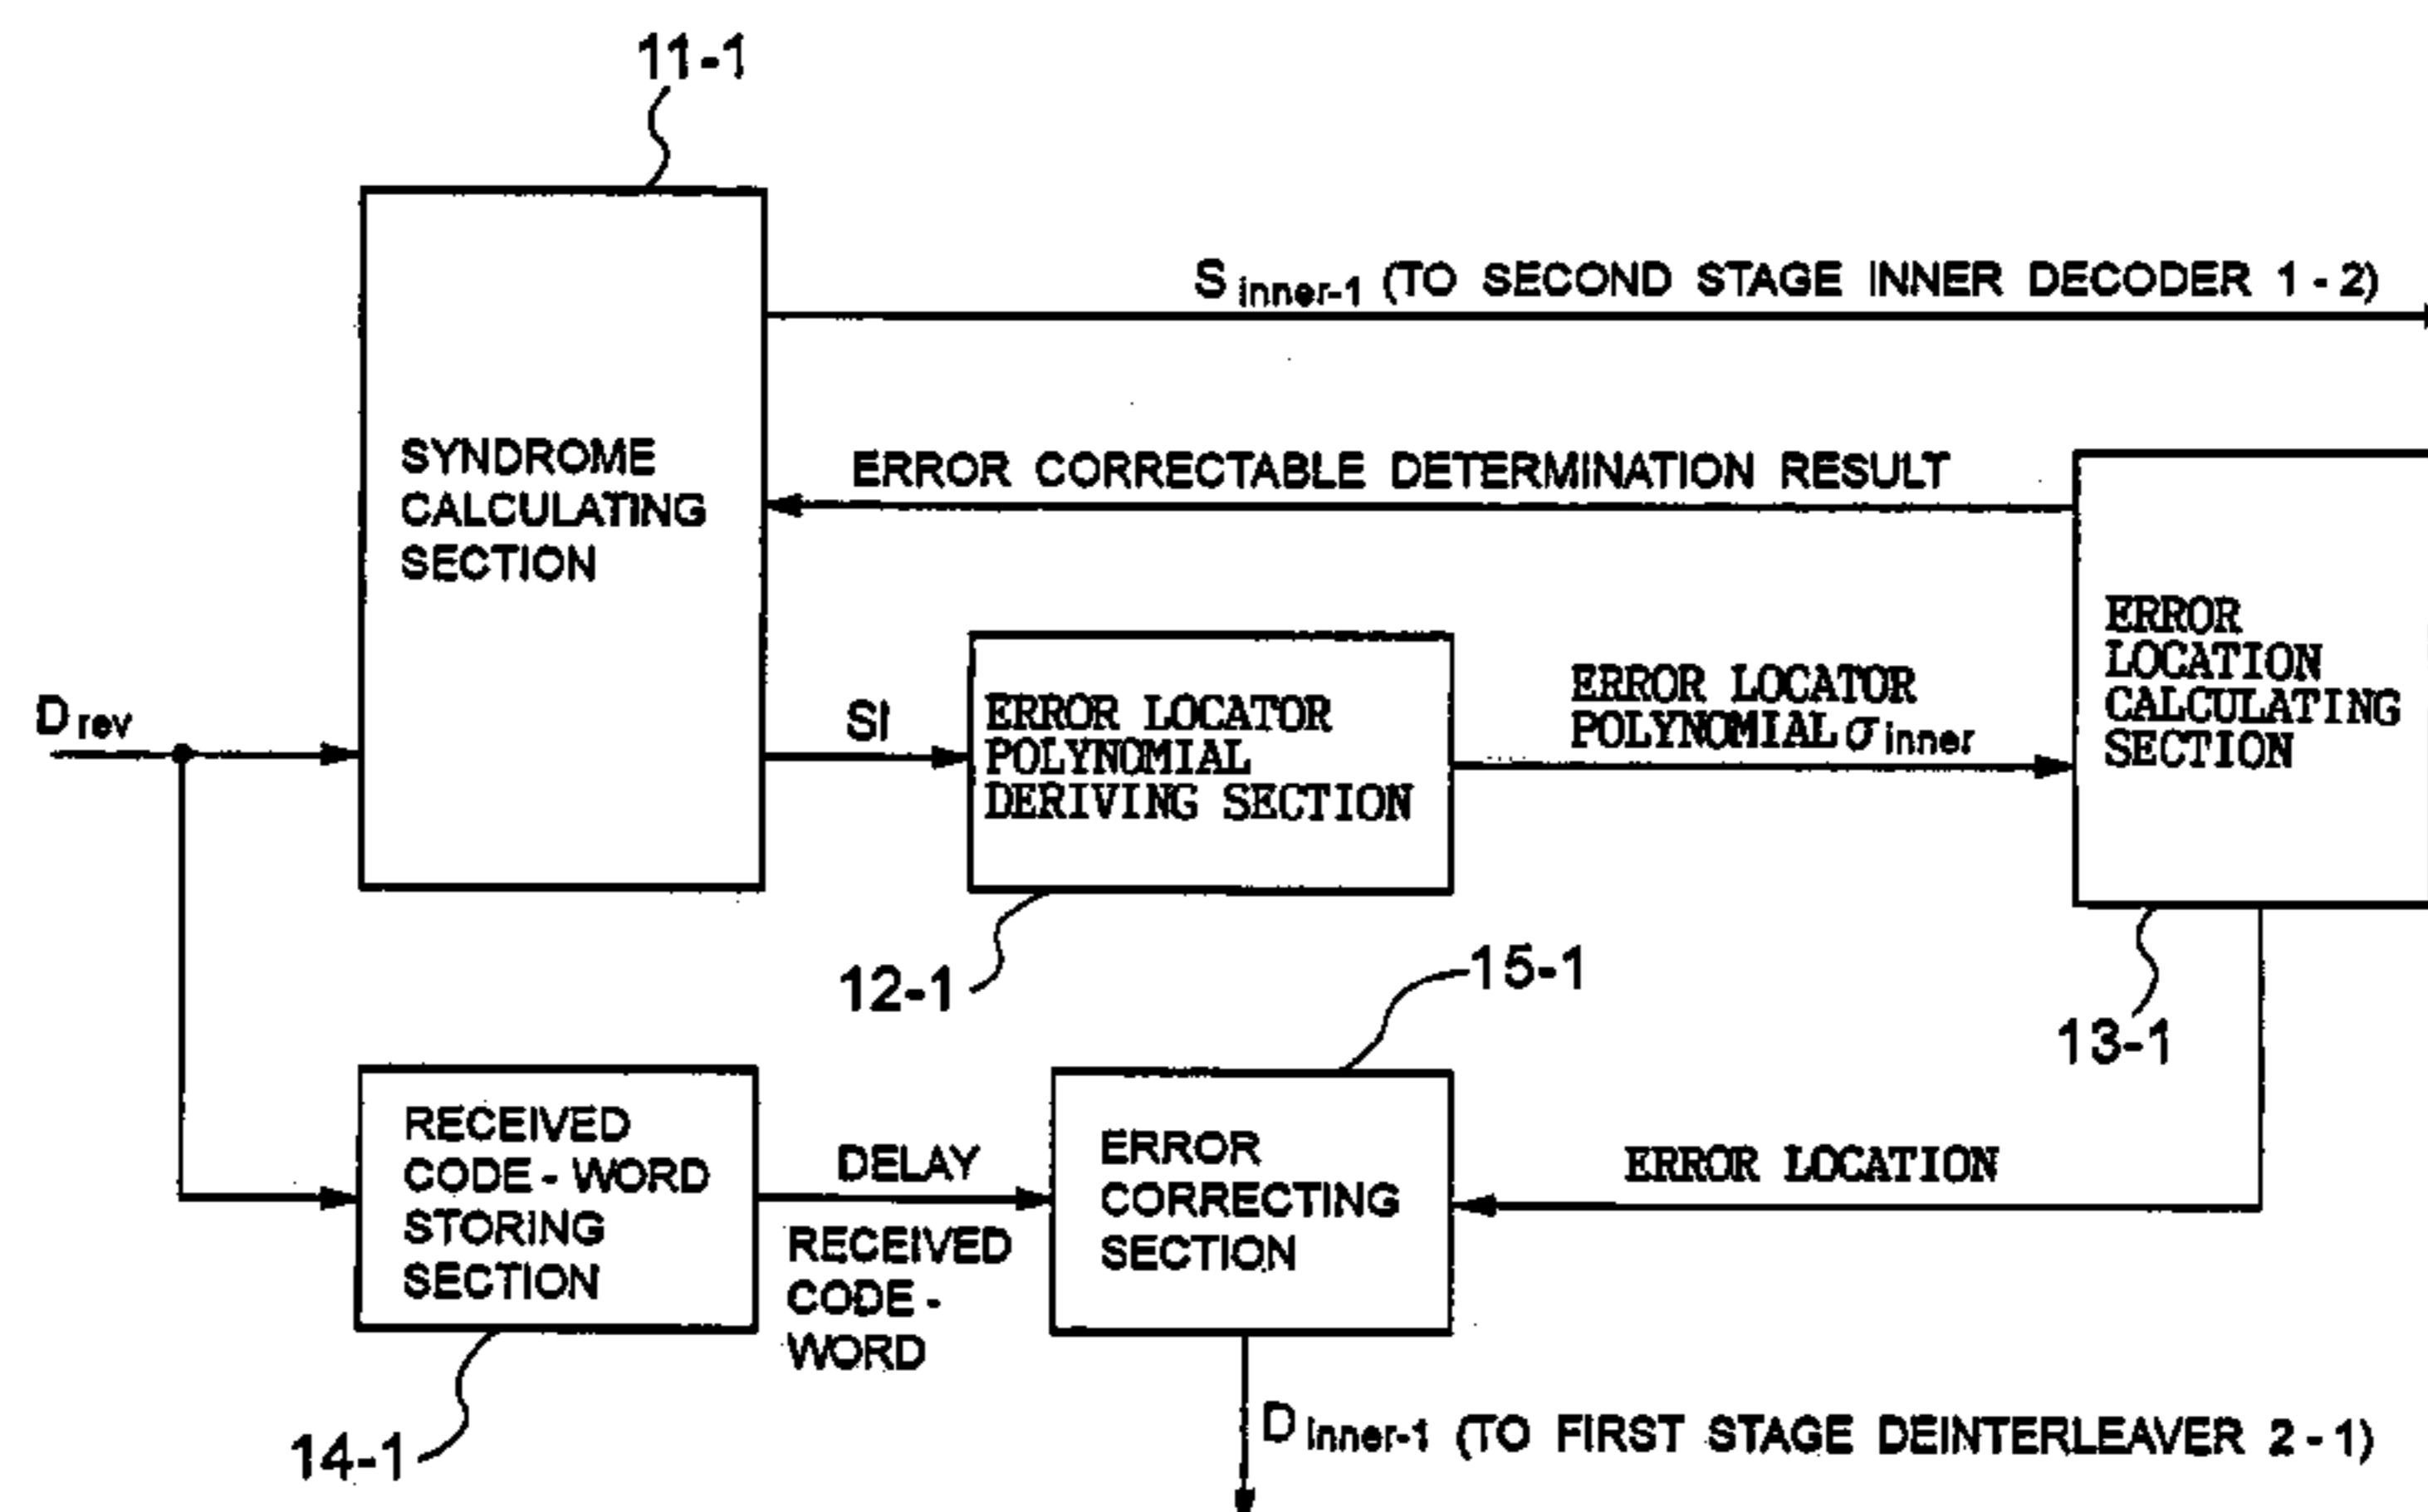 11-1
S inner-1 (TO SECOND STAGE INNER DECODER 1 - 2)
SYNDROME
CALCULATING
SECTION
ERROR CORRECTABLE DETERMINATION RESULT
ERROR
LOCATION
CALCULATING
SECTION
D rev
SI
ERROR LOCATOR
POLYNOMIAL
DERIVING SECTION
ERROR LOCATOR
POLYNOMIAL σ inner
12-1
15-1
13-1
RECEIVED
CODE - WORD
STORING
SECTION
DELAY
RECEIVED
CODE -
WORD
ERROR
CORRECTING
SECTION
ERROR LOCATION
14-1
D inner-1 (TO FIRST STAGE DEINTERLEAVER 2 - 1)